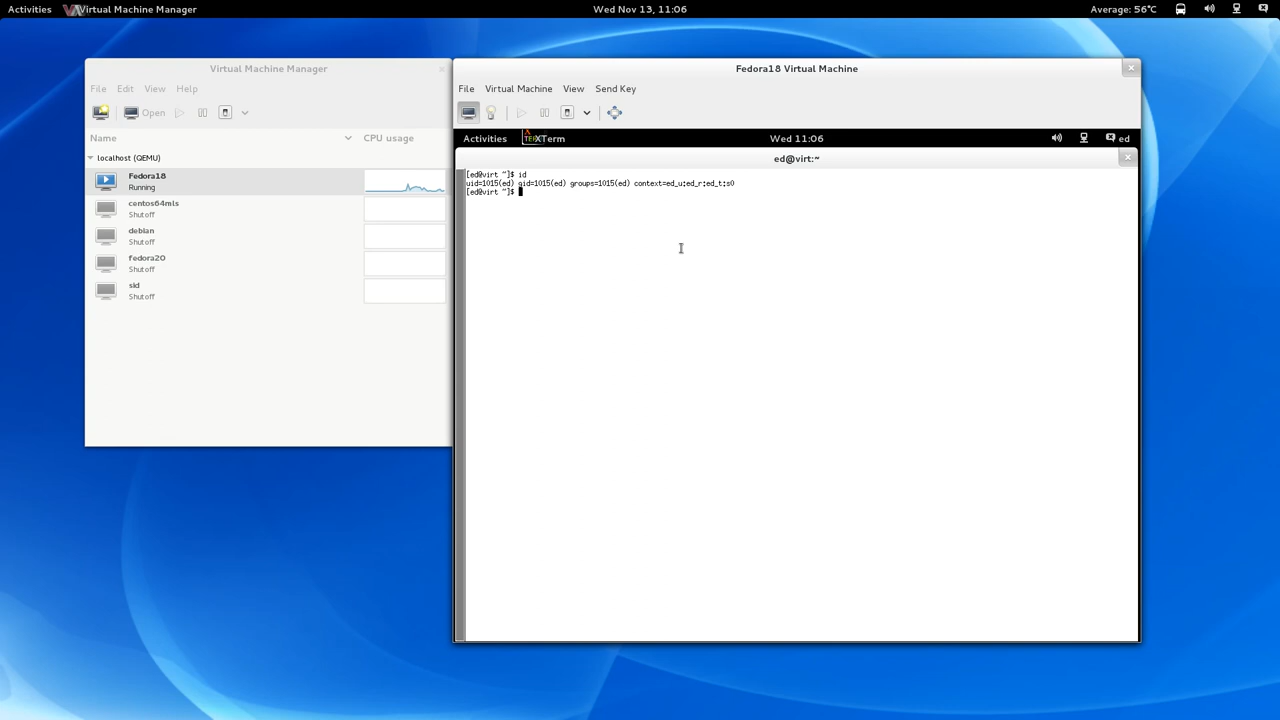 Activities Virtual Machine Manager Wed Nov 13, 11:06 Average: 56°C
Virtual Machine Manager
File Edit View Help
Open
Name CPU usage
localhost (QEMU)
Fedora18
Running
centos64mls
Shutoff
debian
Shutoff
fedora20
Shutoff
sid
Shutoff
Fedora18 Virtual Machine
File Virtual Machine View Send Key
Activities XTerm Wed 11:06 ed
ed@virt:~
[ed@virt ~]$ id
uid=1015(ed) gid=1015(ed) groups=1015(ed) context=ed_u:ed_r:ed_t:s0
[ed@virt ~]$